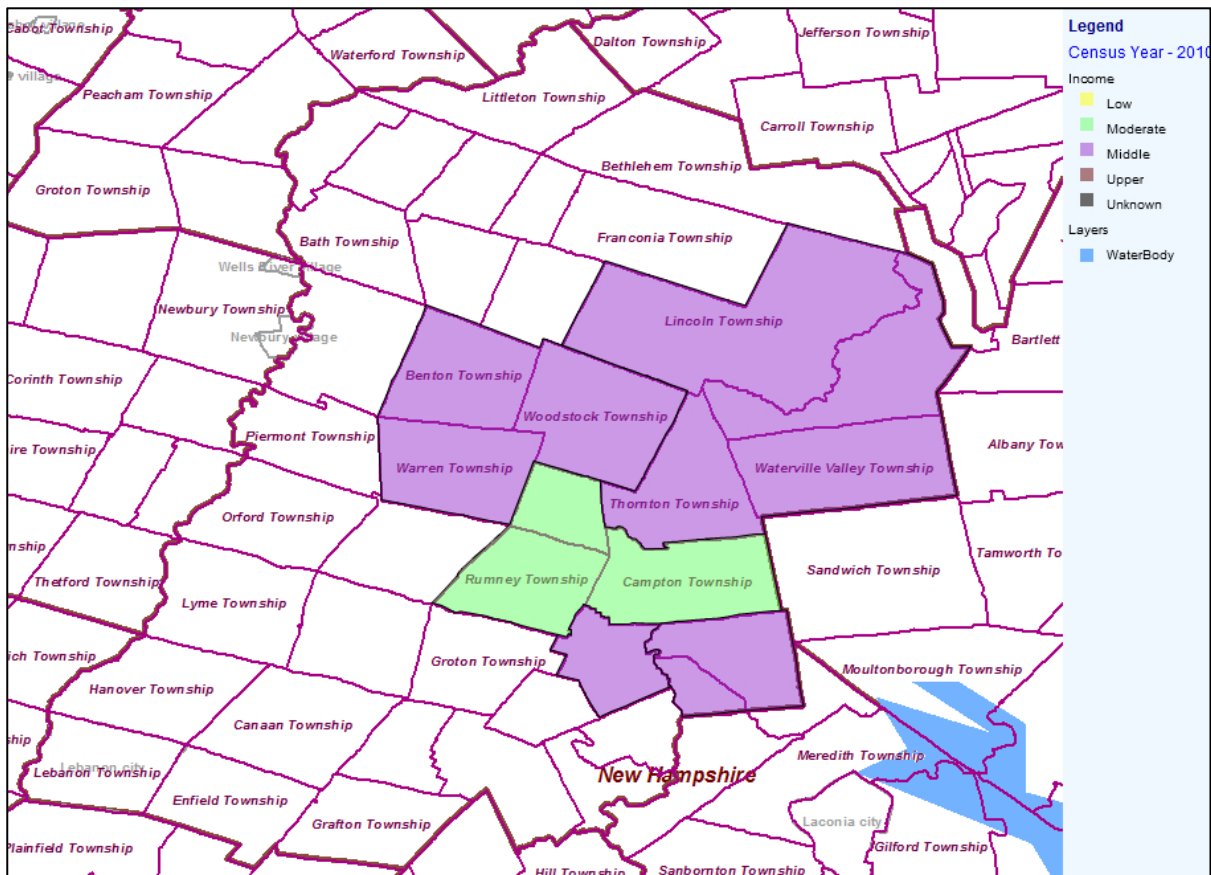 Cabot Township
Cabot village
Waterford Township
Dalton Township
Jefferson Township
village
Peacham Township
Littleton Township
Carroll Township
Bethlehem Township
Groton Township
Bath Township
Franconia Township
Wells River village
Newbury Township
Newbury village
Lincoln Township
Bartlett
Benton Township
Corinth Township
Woodstock Township
Piermont Township
Albany Tow
ire Township
Warren Township
Waterville Valley Township
Thornton Township
Orford Township
nship
Tamworth To
Thetford Township
Rumney Township
Campton Township
Sandwich Township
Lyme Township
ich Township
Groton Township
Moultonborough Township
Hanover Township
Canaan Township
ship
Meredith Township
Lebanon city
Lebanon Township
New Hampshire
Enfield Township
Grafton Township
Laconia city
Plainfield Township
Gilford Township
Hill Township
Sanbornton Township
Legend
Census Year - 2010
Income
Low
Moderate
Middle
Upper
Unknown
Layers
WaterBody